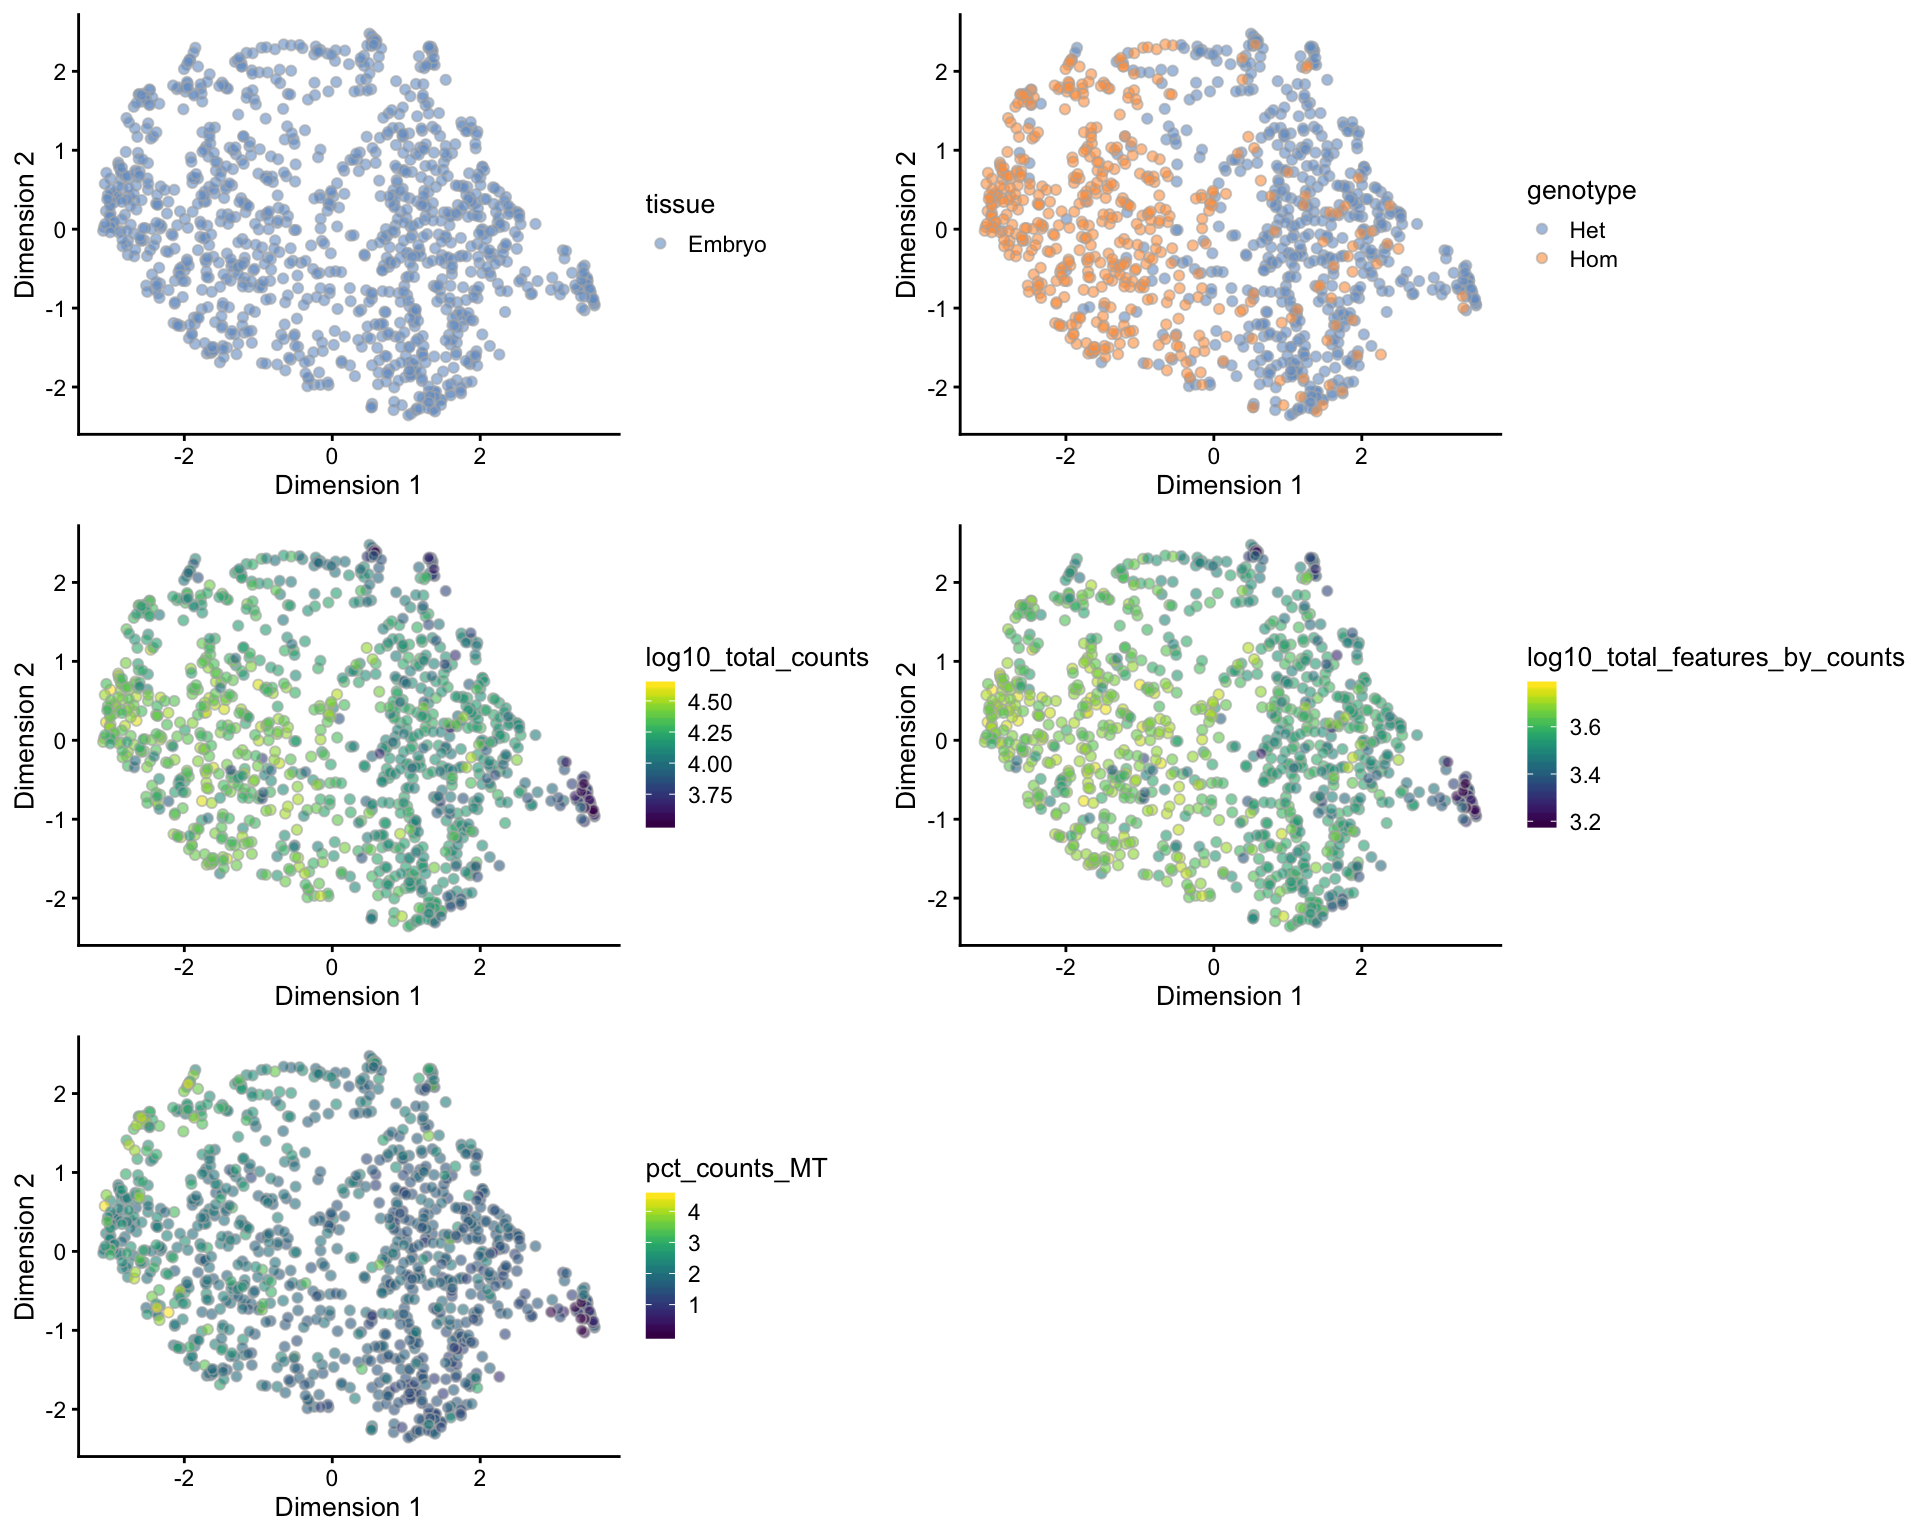 2
1
0
-1
-2
Dimension 2
-2 0 2
Dimension 1
tissue
Embryo
2
1
0
-1
-2
Dimension 2
-2 0 2
Dimension 1
genotype
Het
Hom
2
1
0
-1
-2
Dimension 2
-2 0 2
Dimension 1
log10_total_counts
4.50
4.25
4.00
3.75
2
1
0
-1
-2
Dimension 2
-2 0 2
Dimension 1
log10_total_features_by_counts
3.6
3.4
3.2
2
1
0
-1
-2
Dimension 2
-2 0 2
Dimension 1
pct_counts_MT
4
3
2
1